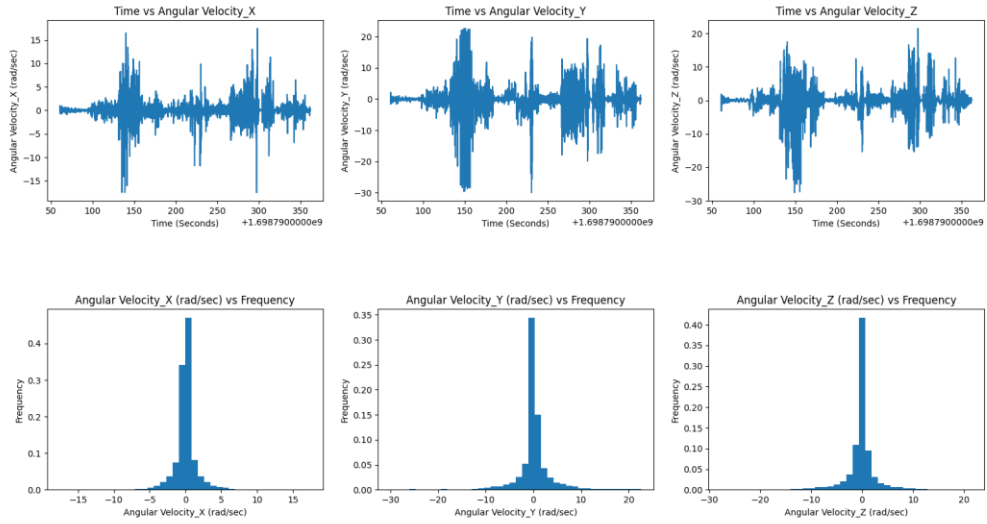 Time vs Angular Velocity_X
Angular Velocity_X (rad/sec)
15
10
5
0
−5
−10
−15
50 100 150 200 250 300 350
Time (Seconds)
+1.6987900000e9
Time vs Angular Velocity_Y
Angular Velocity_Y (rad/sec)
20
10
0
−10
−20
−30
50 100 150 200 250 300 350
Time (Seconds)
+1.6987900000e9
Time vs Angular Velocity_Z
Angular Velocity_Z (rad/sec)
20
10
0
−10
−20
−30
50 100 150 200 250 300 350
Time (Seconds)
+1.6987900000e9
Angular Velocity_X (rad/sec) vs Frequency
Frequency
0.4
0.3
0.2
0.1
0.0
−15 −10 −5 0 5 10 15
Angular Velocity_X (rad/sec)
Angular Velocity_Y (rad/sec) vs Frequency
Frequency
0.35
0.30
0.25
0.20
0.15
0.10
0.05
0.00
−30 −20 −10 0 10 20
Angular Velocity_Y (rad/sec)
Angular Velocity_Z (rad/sec) vs Frequency
Frequency
0.40
0.35
0.30
0.25
0.20
0.15
0.10
0.05
0.00
−30 −20 −10 0 10 20
Angular Velocity_Z (rad/sec)